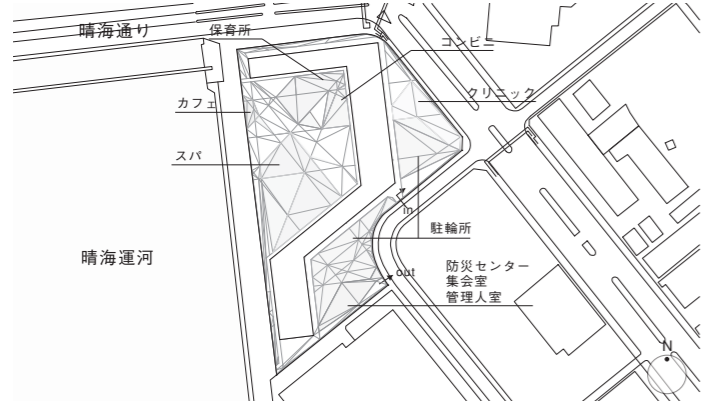 晴海通り
保育所
コンビニ
カフェ
クリニック
スパ
in
駐輪所
晴海運河
out
防災センター
集会室
管理人室
N